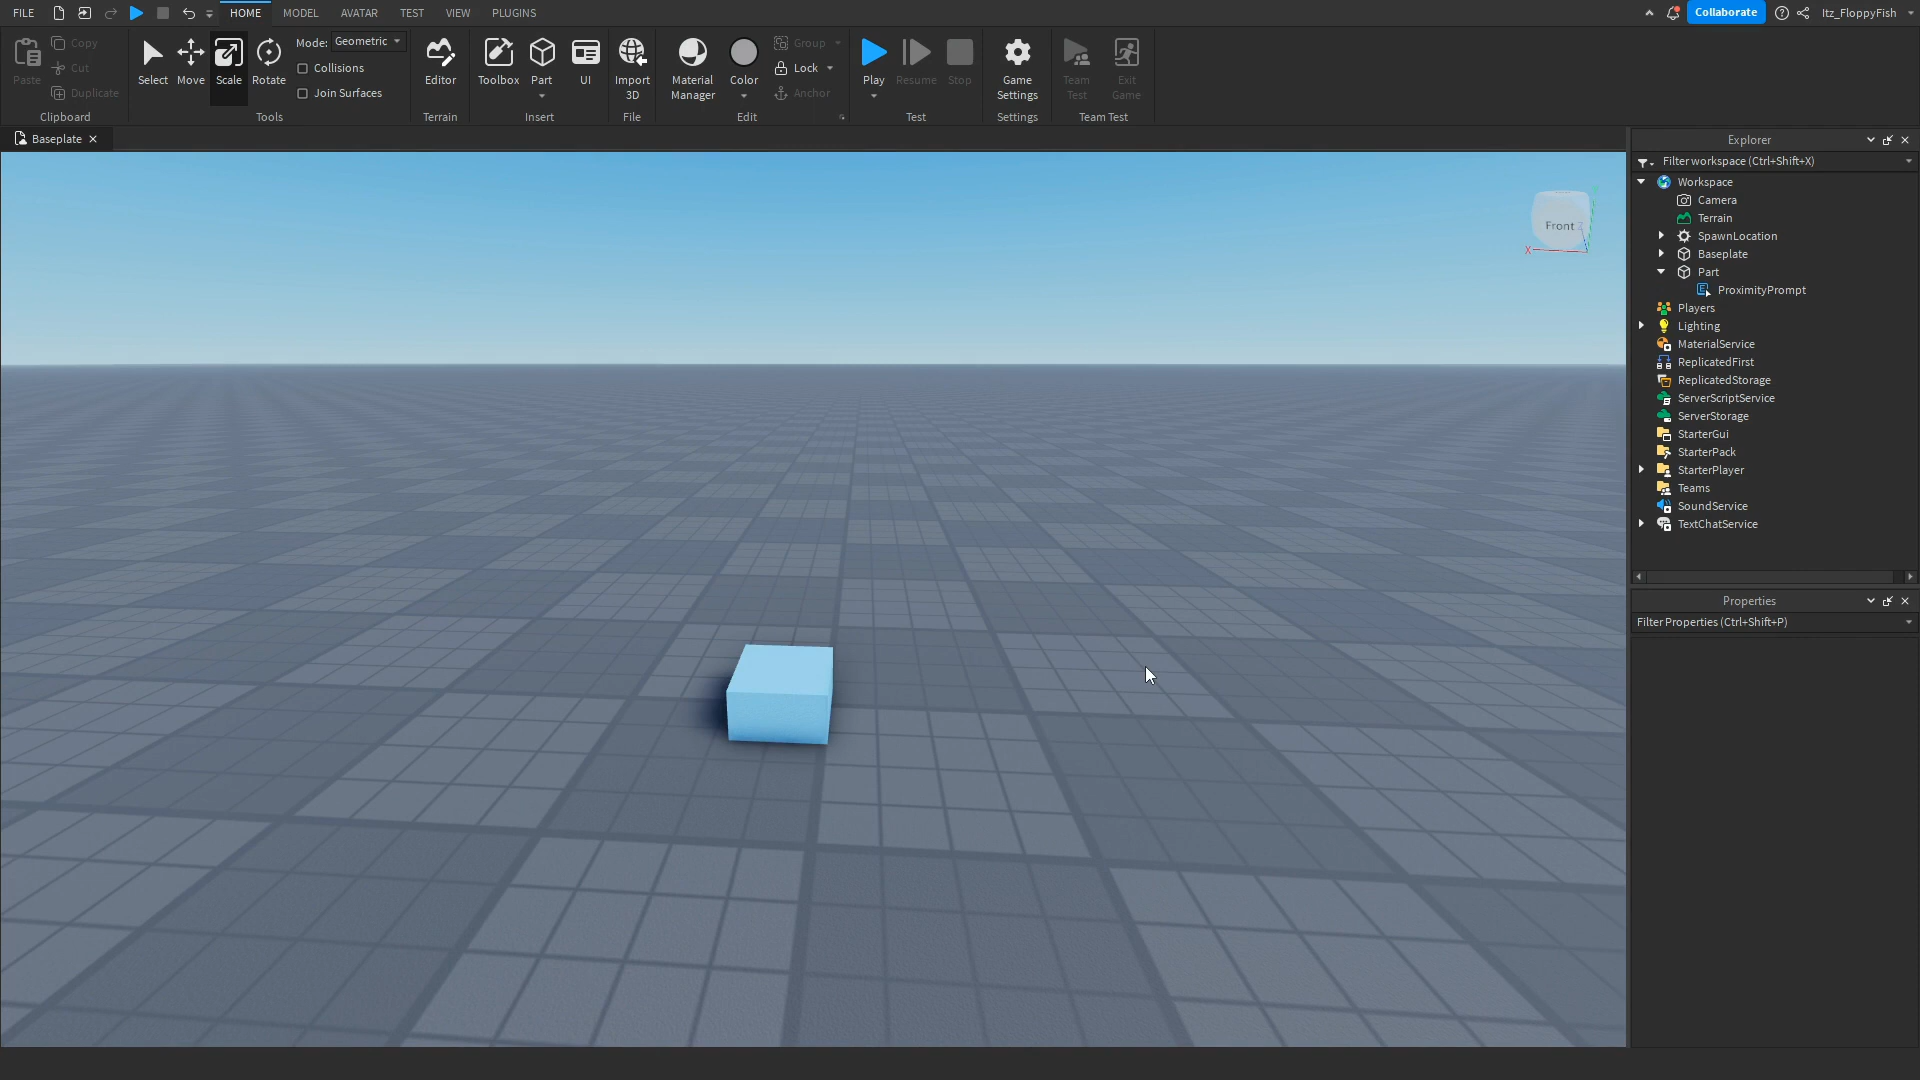 FILE HOME MODEL AVATAR TEST VIEW PLUGINS Collaborate Itz_FloppyFish
Paste Copy Cut Duplicate
Clipboard
Select Move Scale Rotate Mode: Geometric
Collisions
Join Surfaces
Tools
Editor
Terrain
Toolbox Part UI
Insert
Import
3D
File
Material
Manager
Color Group
Lock
Anchor
Edit
Play Resume Stop
Test
Game
Settings
Settings
Team
Test
Exit
Game
Team Test
Baseplate
Front
X
Z
Explorer
Filter workspace (Ctrl+Shift+X)
Workspace
Camera
Terrain
SpawnLocation
Baseplate
Part
ProximityPrompt
Players
Lighting
MaterialService
ReplicatedFirst
ReplicatedStorage
ServerScriptService
ServerStorage
StarterGui
StarterPack
StarterPlayer
Teams
SoundService
TextChatService
Properties
Filter Properties (Ctrl+Shift+P)